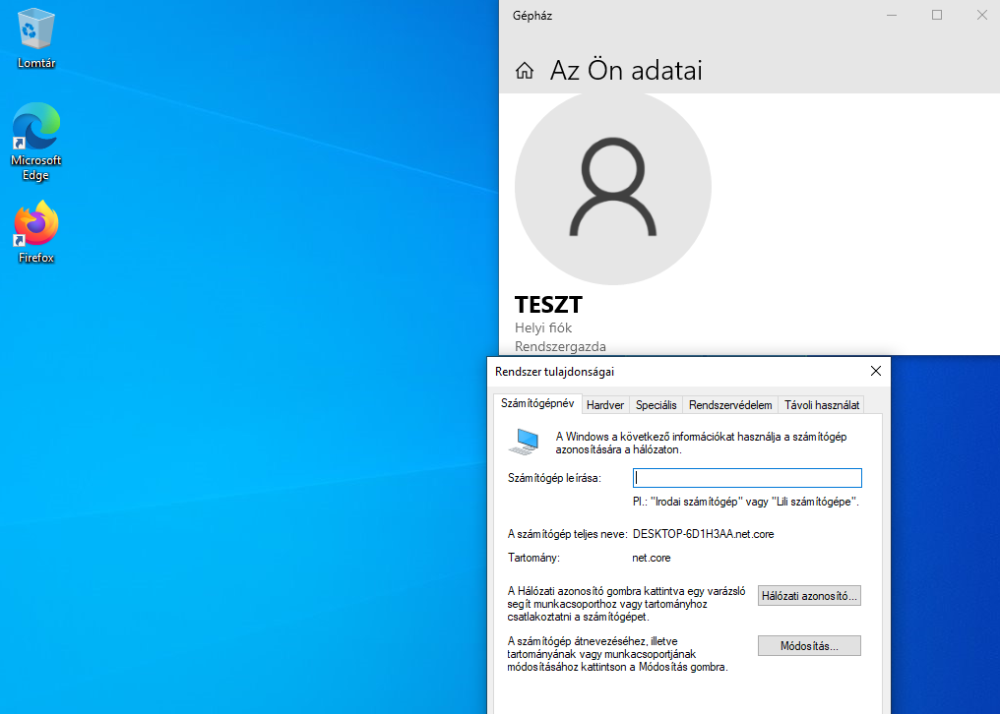 Lomtár
Microsoft
Edge
Firefox
Gépház
Az Ön adatai
TESZT
Helyi fiók
Rendszergazda
Rendszer tulajdonságai
Számítógépnév
Hardver
Speciális
Rendszervédelem
Távoli használat
A Windows a következő információkat használja a számítógép
azonosítására a hálózaton.
Számítógép leírása:
Pl.: "Irodai számítógép" vagy "Lili számítógépe".
A számítógép teljes neve: DESKTOP-6D1H3AA.net.core
Tartomány: net.core
A Hálózati azonosító gombra kattintva egy varázsló
segít munkacsoporthoz vagy tartományhoz
csatlakoztatni a számítógépet.
Hálózati azonosító...
A számítógép átnevezéséhez, illetve
tartományának vagy munkacsoportjának
módosításához kattintson a Módosítás gombra.
Módosítás...